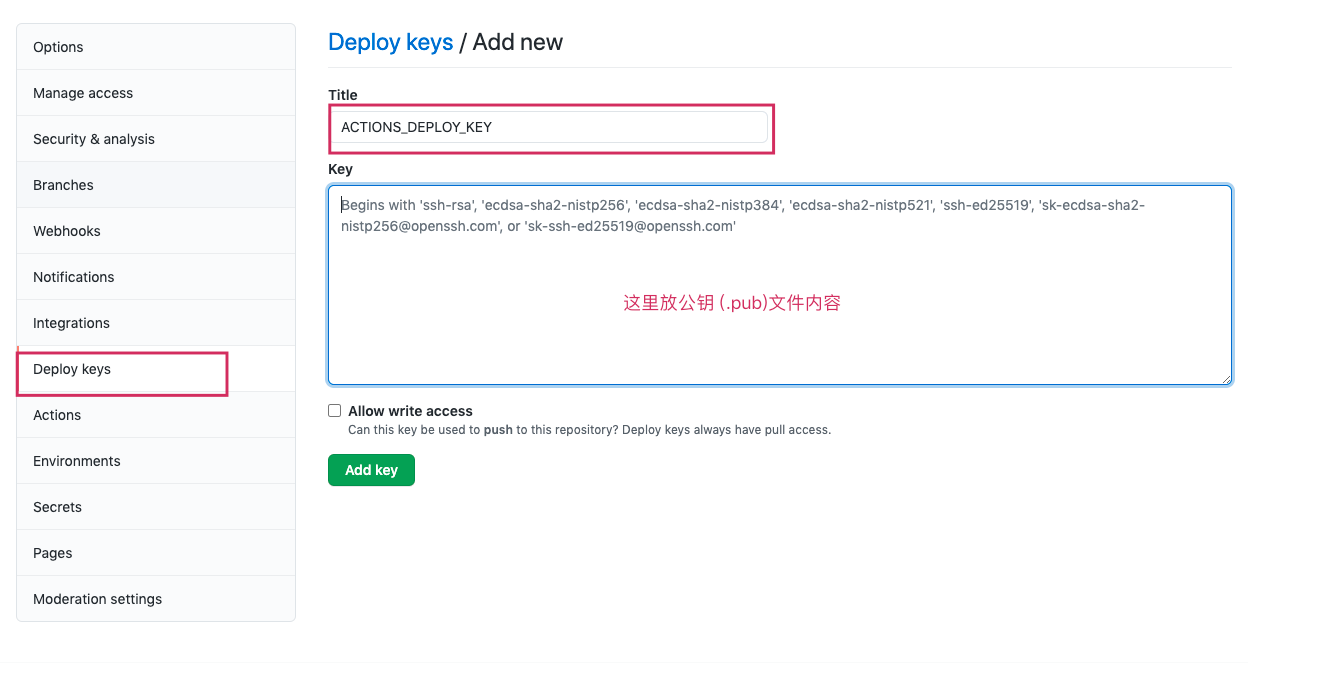 Options
Manage access
Security & analysis
Branches
Webhooks
Notifications
Integrations
Deploy keys
Actions
Environments
Secrets
Pages
Moderation settings
Deploy keys / Add new
Title
ACTIONS_DEPLOY_KEY
Key
Begins with 'ssh-rsa', 'ecdsa-sha2-nistp256', 'ecdsa-sha2-nistp384', 'ecdsa-sha2-nistp521', 'ssh-ed25519', 'sk-ecdsa-sha2-
nistp256@openssh.com', or 'sk-ssh-ed25519@openssh.com'
这里放公钥 (.pub)文件内容
Allow write access
Can this key be used to push to this repository? Deploy keys always have pull access.
Add key